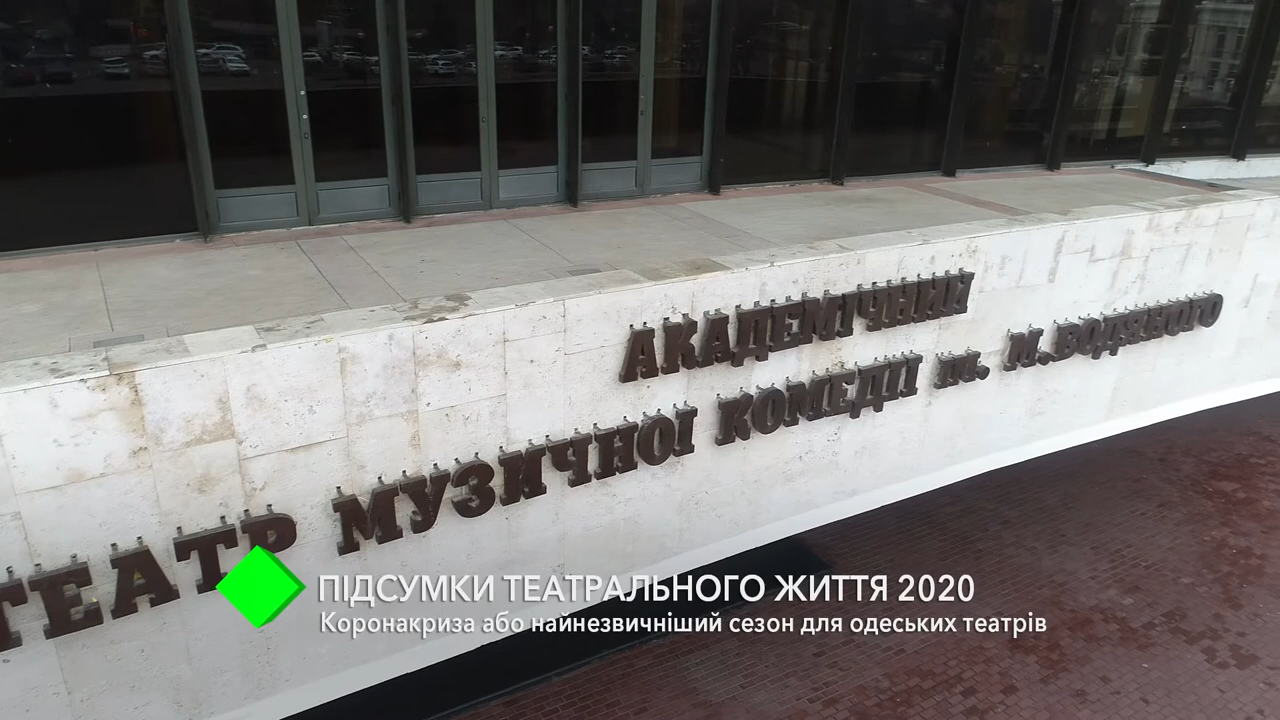 АКАДЕМІЧНИЙ
ТЕАТР МУЗИЧНОЇ КОМЕДІЇ ім. М. ВОДЯНОГО
ПІДСУМКИ ТЕАТРАЛЬНОГО ЖИТТЯ 2020
Коронакриза або найнезвичніший сезон для одеських театрів